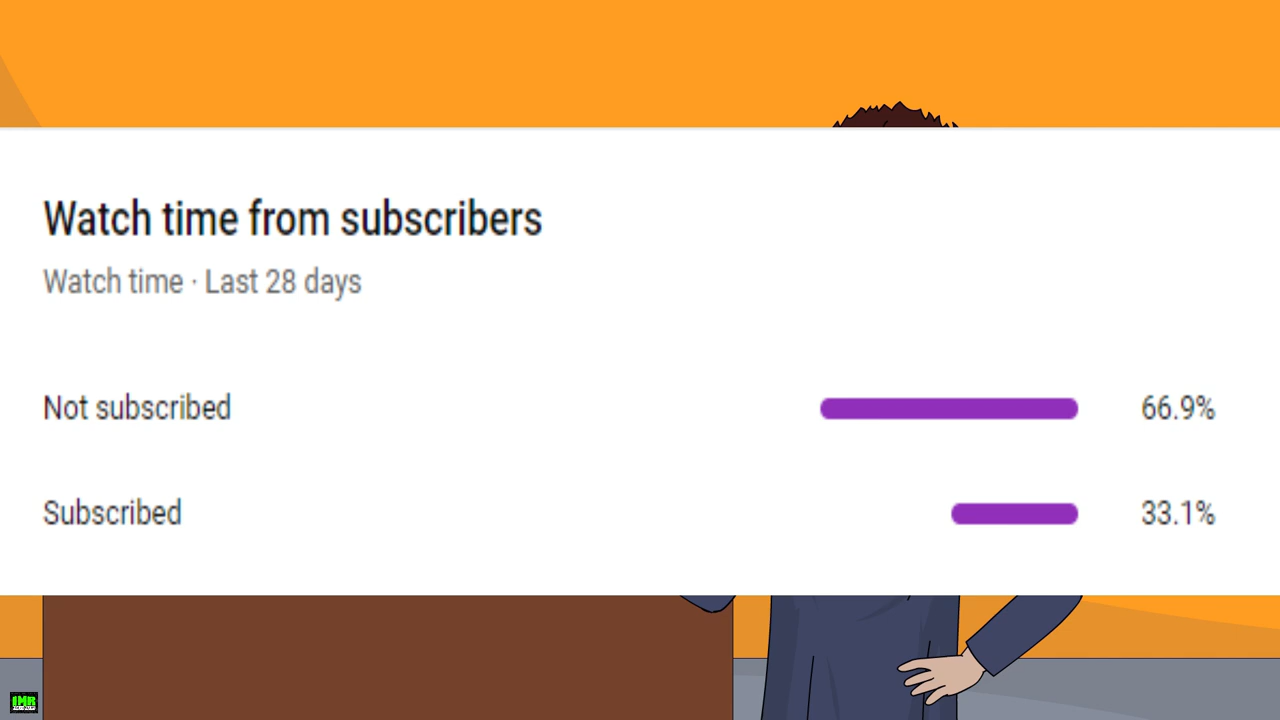 Watch time from subscribers
Watch time · Last 28 days
Not subscribed 66.9%
Subscribed 33.1%